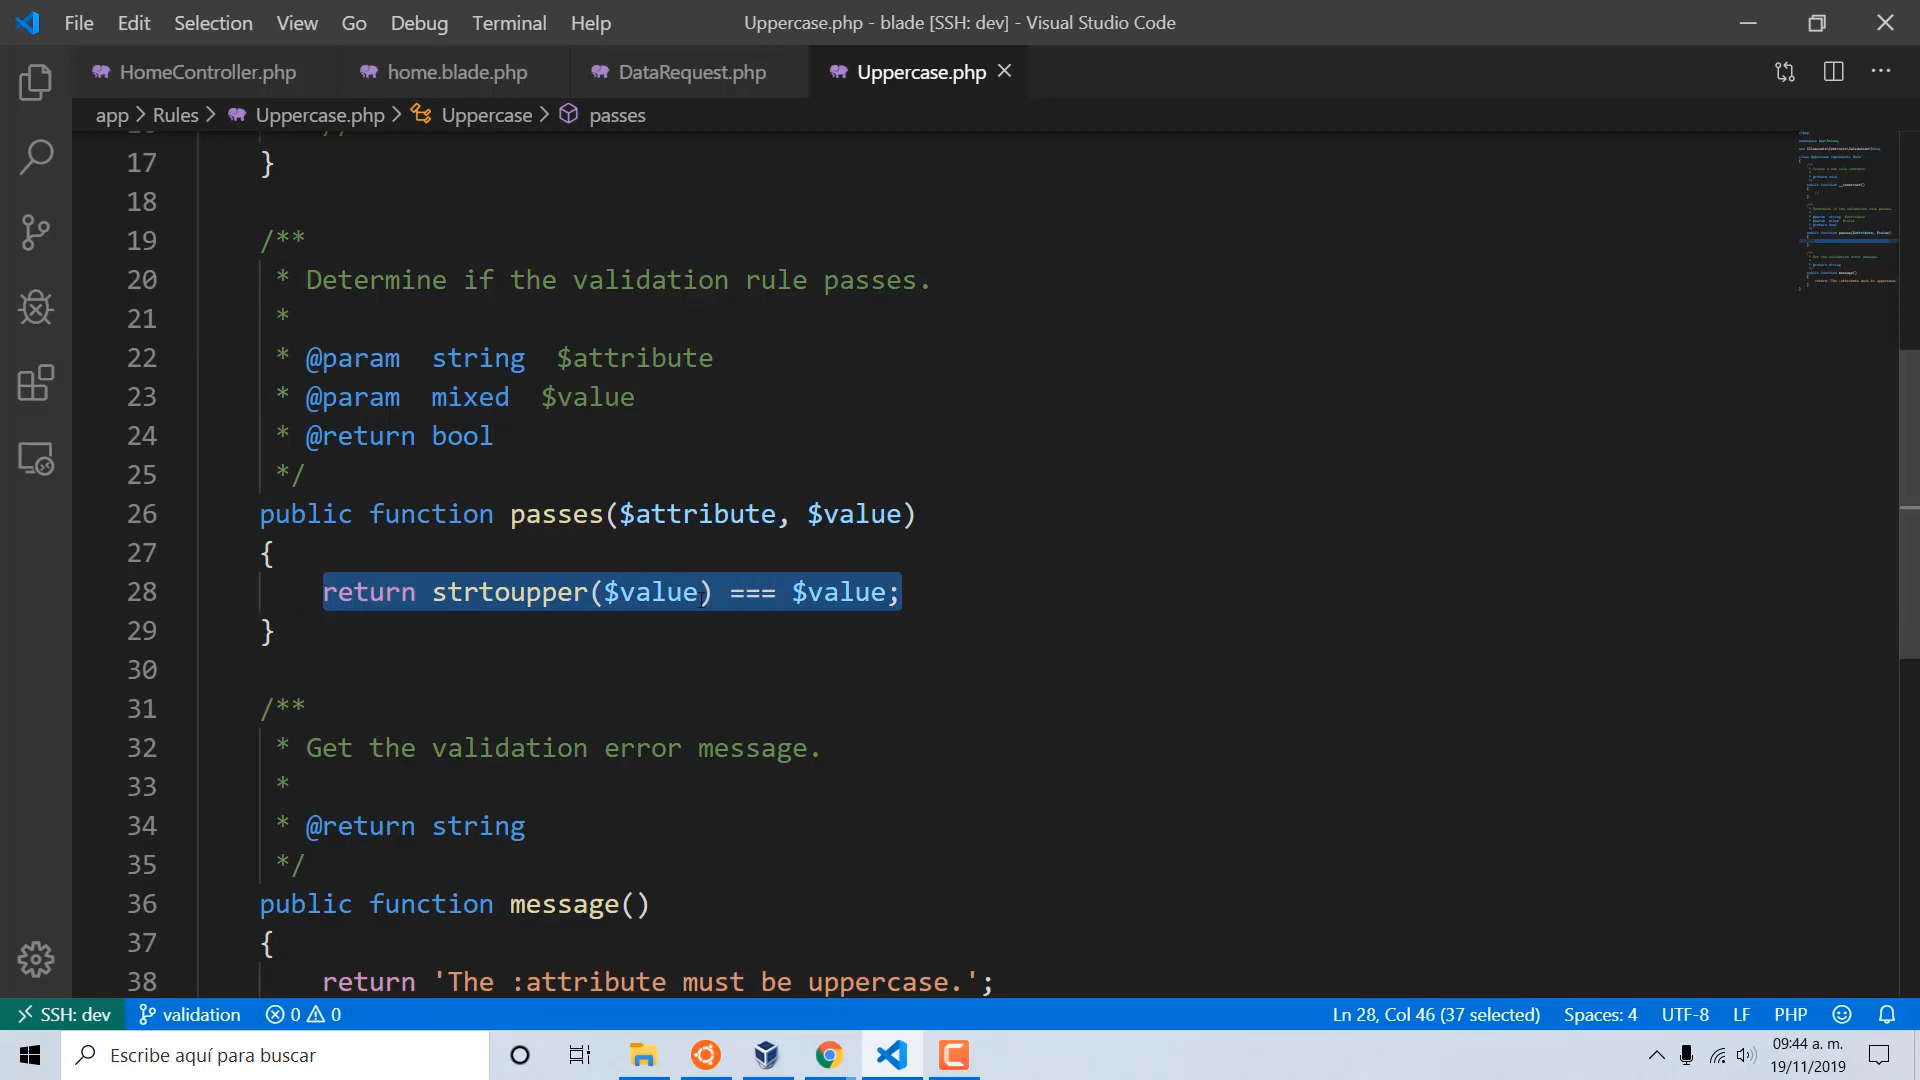 File Edit Selection View Go Debug Terminal Help
Uppercase.php - blade [SSH: dev] - Visual Studio Code
HomeController.php home.blade.php DataRequest.php Uppercase.php
app > Rules > Uppercase.php > Uppercase > passes
17 }
18
19 /**
20 * Determine if the validation rule passes.
21 *
22 * @param string $attribute
23 * @param mixed $value
24 * @return bool
25 */
26 public function passes($attribute, $value)
27 {
28 return strtoupper($value) === $value;
29 }
30
31 /**
32 * Get the validation error message.
33 *
34 * @return string
35 */
36 public function message()
37 {
38 return 'The :attribute must be uppercase.';
SSH: dev validation 0 0 Ln 28, Col 46 (37 selected) Spaces: 4 UTF-8 LF PHP
Escribe aquí para buscar
09:44 a. m.
19/11/2019